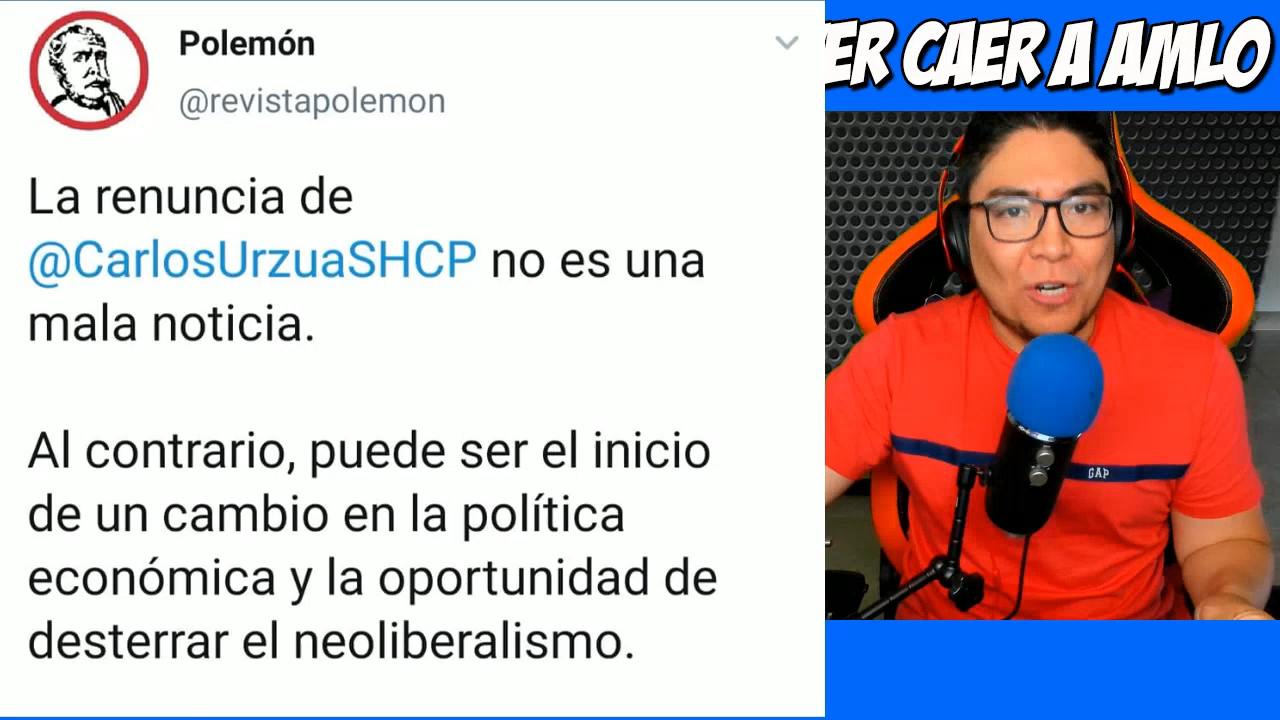 Polemón
@revistapolemon
La renuncia de
@CarlosUrzuaSHCP no es una
mala noticia.
Al contrario, puede ser el inicio
de un cambio en la política
económica y la oportunidad de
desterrar el neoliberalismo.
ER CAER A AMLO
GAP